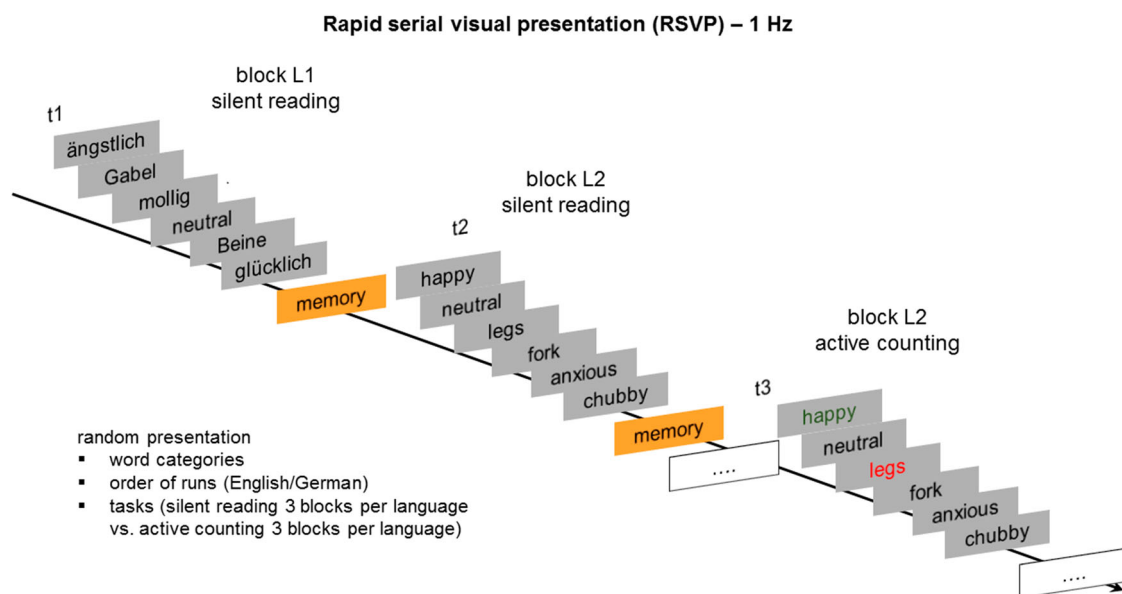 Rapid serial visual presentation (RSVP) – 1 Hz
block L1
silent reading
t1
ängstlich
Gabel
mollig
neutral
Beine
glücklich
memory
block L2
silent reading
t2
happy
neutral
legs
fork
anxious
chubby
memory
....
block L2
active counting
t3
happy
neutral
legs
fork
anxious
chubby
....
random presentation
▪ word categories
▪ order of runs (English/German)
▪ tasks (silent reading 3 blocks per language
vs. active counting 3 blocks per language)